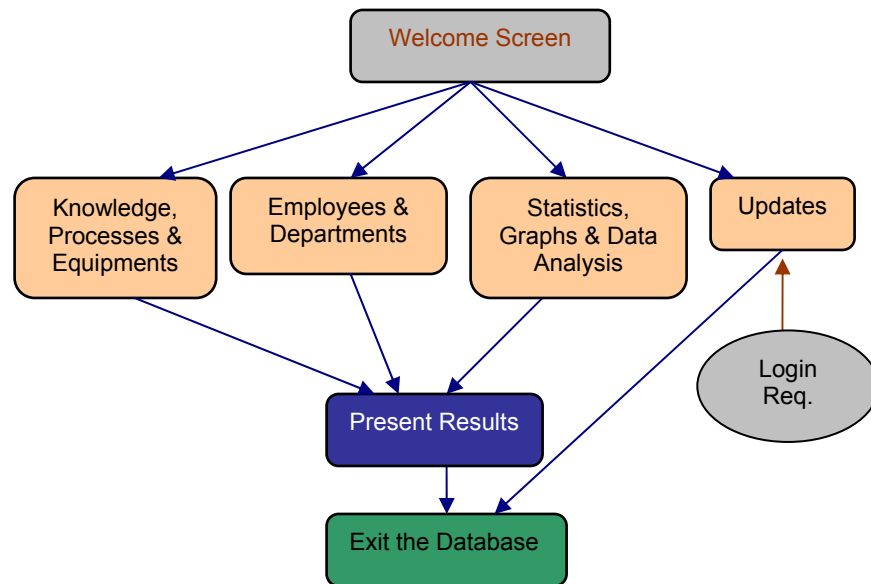 Welcome Screen
Knowledge,
Processes &
Equipments
Employees &
Departments
Statistics,
Graphs & Data
Analysis
Updates
Login
Req.
Present Results
Exit the Database